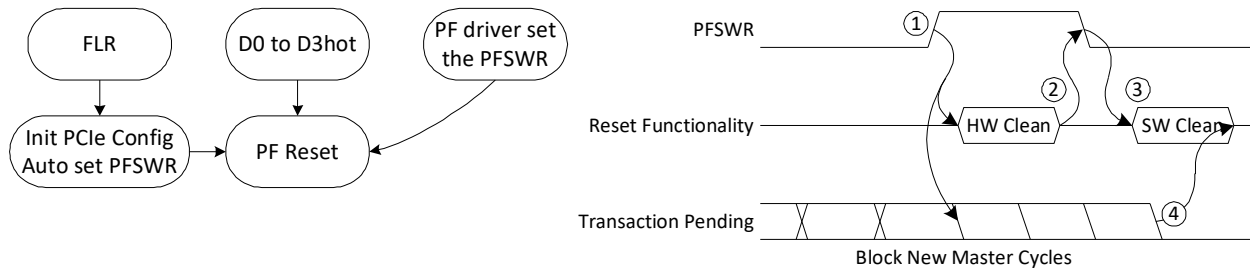 FLR
D0 to D3hot
PF driver set
the PFSWR
Init PCIe Config
Auto set PFSWR
PF Reset
PFSWR
1
Reset Functionality
HW Clean
2
3
SW Clean
Transaction Pending
4
Block New Master Cycles